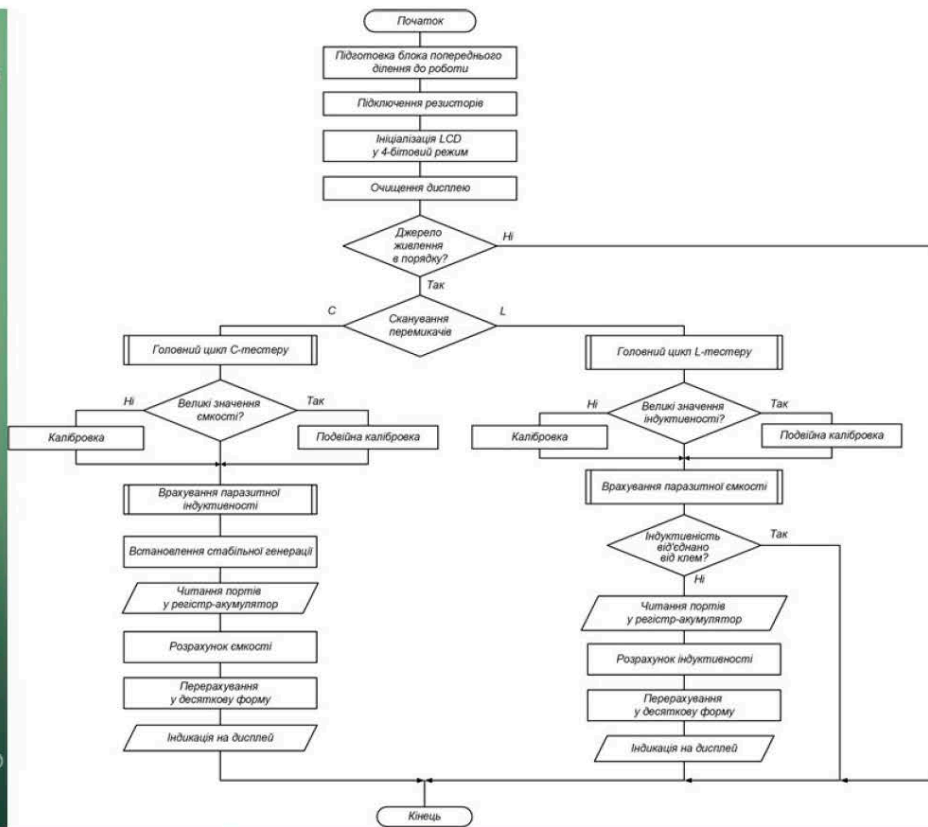 Початок
Підготовка блока попереднього
ділення до роботи
Підключення резисторів
Ініціалізація LCD
у 4-бітовий режим
Очищення дисплею
Джерело
живлення
в порядку?
Ні
Так
Сканування
перемикачів
C
L
Головний цикл С-тестеру
Великі значення
ємкості?
Ні
Так
Калібровка
Подвійна калібровка
Врахування паразитної
індуктивності
Встановлення стабільної генерації
Читання портів
у регістр-акумулятор
Розрахунок ємкості
Перерахування
у десяткову форму
Індикація на дисплей
Головний цикл L-тестеру
Великі значення
індуктивності?
Ні
Так
Калібровка
Подвійна калібровка
Врахування паразитної ємкості
Індуктивність
від'єднано
від клем?
Так
Ні
Читання портів
у регістр-акумулятор
Розрахунок індуктивності
Перерахування
у десяткову форму
Індикація на дисплей
Кінець